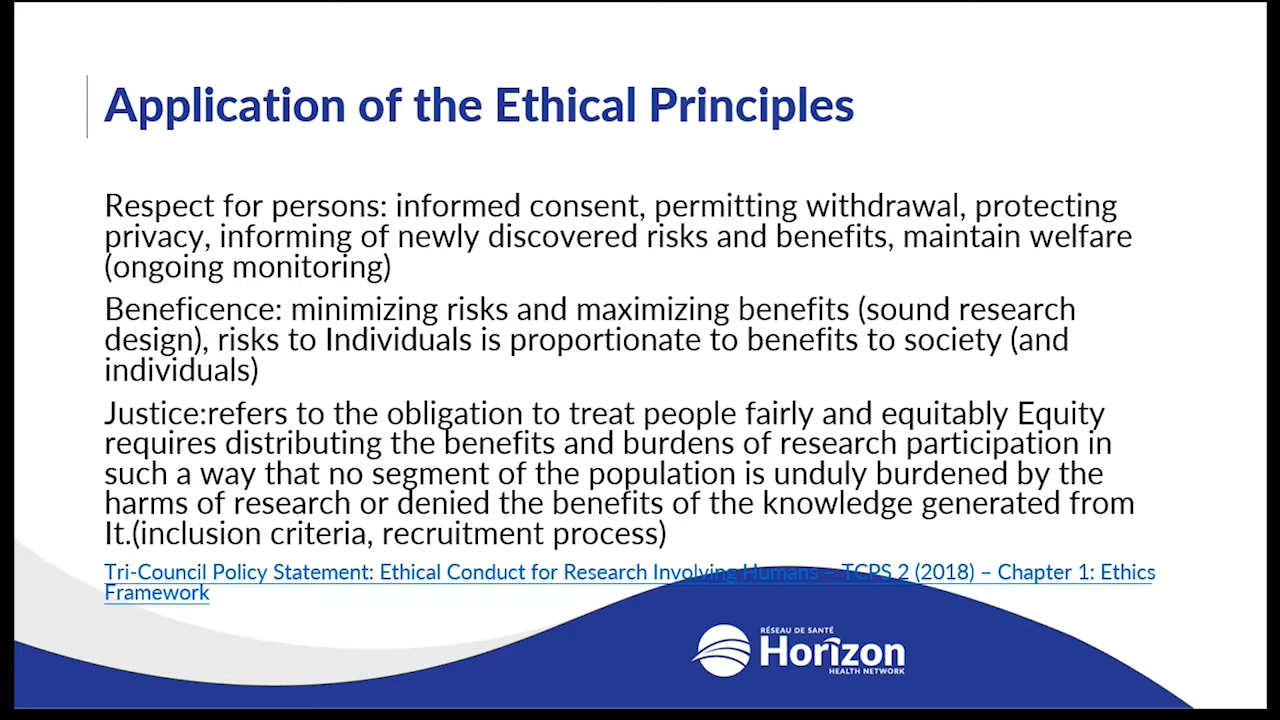 Application of the Ethical Principles
Respect for persons: informed consent, permitting withdrawal, protecting
privacy, informing of newly discovered risks and benefits, maintain welfare
(ongoing monitoring)
Beneficence: minimizing risks and maximizing benefits (sound research
design), risks to Individuals is proportionate to benefits to society (and
individuals)
Justice:refers to the obligation to treat people fairly and equitably Equity
requires distributing the benefits and burdens of research participation in
such a way that no segment of the population is unduly burdened by the
harms of research or denied the benefits of the knowledge generated from
It.(inclusion criteria, recruitment process)
Tri-Council Policy Statement: Ethical Conduct for Research Involving Humans – TCPS 2 (2018) – Chapter 1: Ethics
Framework
RÉSEAU DE SANTÉ
Horizon
HEALTH NETWORK